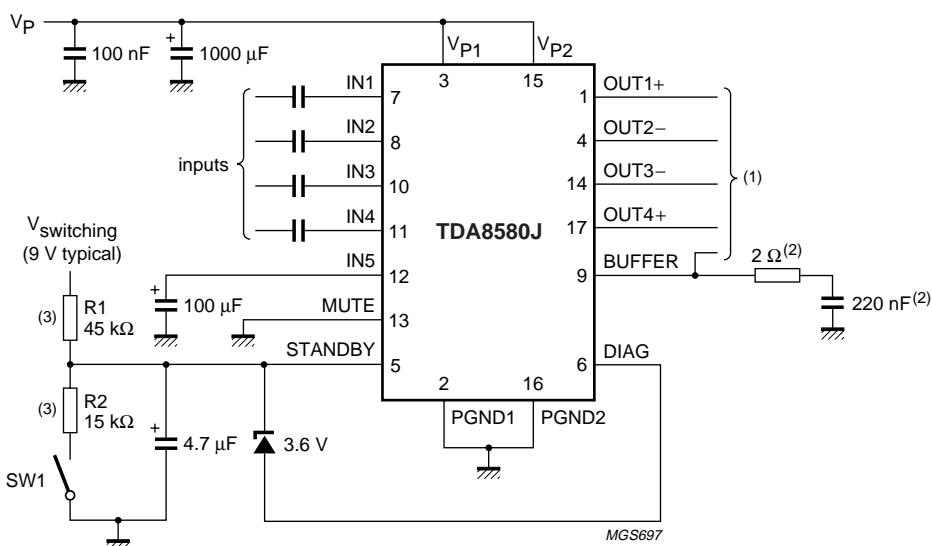 VP
100 nF
+
1000 μF
VP1
VP2
3
15
IN1
7
IN2
8
inputs
IN3
10
IN4
11
IN5
12
+
100 μF
MUTE
13
STANDBY
5
TDA8580J
1
OUT1+
4
OUT2−
14
OUT3−
17
OUT4+
(1)
9
BUFFER
2 Ω(2)
220 nF(2)
6
DIAG
2
16
PGND1
PGND2
Vswitching
(9 V typical)
(3)
R1
45 kΩ
(3)
R2
15 kΩ
+
4.7 μF
3.6 V
SW1
MGS697